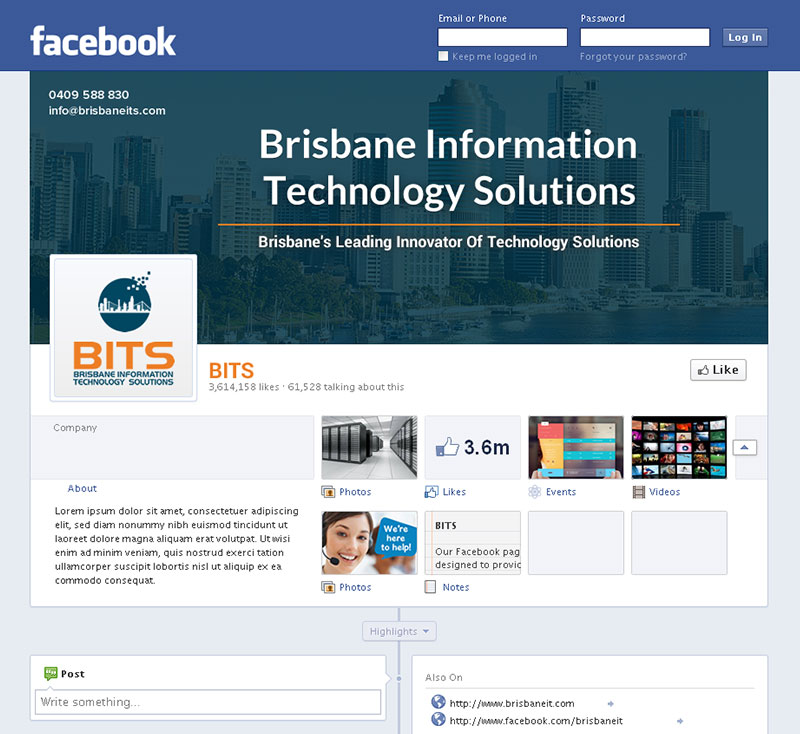 facebook
Email or Phone
Password
Log In
Keep me logged in
Forgot your password?
0409 588 830
info@brisbaneits.com
Brisbane Information
Technology Solutions
Brisbane's Leading Innovator Of Technology Solutions
BITS
BRISBANE INFORMATION
TECHNOLOGY SOLUTIONS
BITS
3,614,158 likes · 61,528 talking about this
Like
Company
3.6m
About
Photos
Likes
Events
Videos
Lorem ipsum dolor sit amet, consectetuer adipiscing
elit, sed diam nonummy nibh euismod tincidunt ut
laoreet dolore magna aliquam erat volutpat. Ut wisi
enim ad minim veniam, quis nostrud exerci tation
ullamcorper suscipit lobortis nisl ut aliquip ex ea
commodo consequat.
We're
here
to help!
BITS
Our Facebook pag
designed to provic
Photos
Notes
Highlights
Post
Write something...
Also On
http://www.brisbaneit.com
http://www.facebook.com/brisbaneit